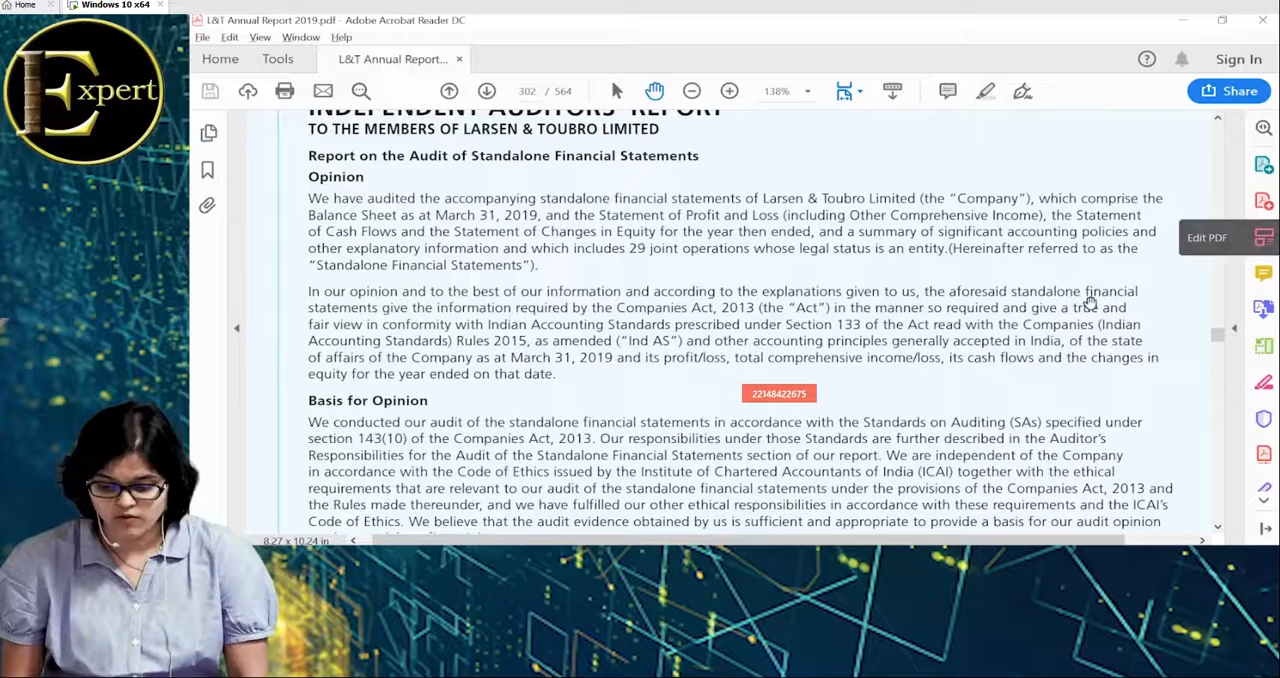 Home
Windows 10 x64
L&T Annual Report 2019.pdf - Adobe Acrobat Reader DC
File Edit View Window Help
Home Tools L&T Annual Report... × Sign In
302 / 564 138% Share
Expert
INDEPENDENT AUDITORS' REPORT
TO THE MEMBERS OF LARSEN & TOUBRO LIMITED
Report on the Audit of Standalone Financial Statements
Opinion
We have audited the accompanying standalone financial statements of Larsen & Toubro Limited (the “Company”), which comprise the
Balance Sheet as at March 31, 2019, and the Statement of Profit and Loss (including Other Comprehensive Income), the Statement
of Cash Flows and the Statement of Changes in Equity for the year then ended, and a summary of significant accounting policies and
other explanatory information and which includes 29 joint operations whose legal status is an entity.(Hereinafter referred to as the
“Standalone Financial Statements”).
Edit PDF
In our opinion and to the best of our information and according to the explanations given to us, the aforesaid standalone financial
statements give the information required by the Companies Act, 2013 (the “Act”) in the manner so required and give a true and
fair view in conformity with Indian Accounting Standards prescribed under Section 133 of the Act read with the Companies (Indian
Accounting Standards) Rules 2015, as amended (“Ind AS”) and other accounting principles generally accepted in India, of the state
of affairs of the Company as at March 31, 2019 and its profit/loss, total comprehensive income/loss, its cash flows and the changes in
equity for the year ended on that date.
22148422675
Basis for Opinion
We conducted our audit of the standalone financial statements in accordance with the Standards on Auditing (SAs) specified under
section 143(10) of the Companies Act, 2013. Our responsibilities under those Standards are further described in the Auditor’s
Responsibilities for the Audit of the Standalone Financial Statements section of our report. We are independent of the Company
in accordance with the Code of Ethics issued by the Institute of Chartered Accountants of India (ICAI) together with the ethical
requirements that are relevant to our audit of the standalone financial statements under the provisions of the Companies Act, 2013 and
the Rules made thereunder, and we have fulfilled our other ethical responsibilities in accordance with these requirements and the ICAI’s
Code of Ethics. We believe that the audit evidence obtained by us is sufficient and appropriate to provide a basis for our audit opinion
8.27 x 10.24 in